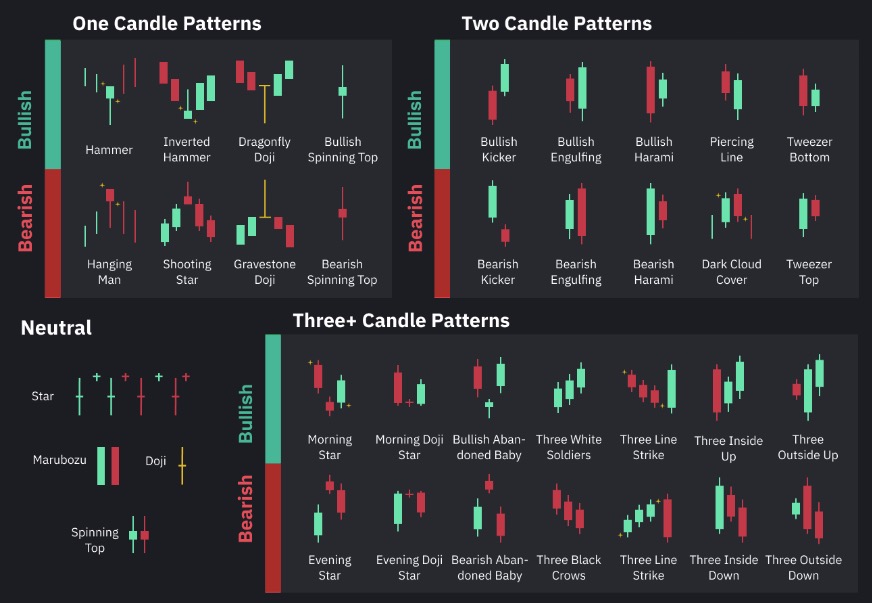 One Candle Patterns
Bullish
Hammer
Inverted
Hammer
Dragonfly
Doji
Bullish
Spinning Top
Bearish
Hanging
Man
Shooting
Star
Gravestone
Doji
Bearish
Spinning Top
Two Candle Patterns
Bullish
Bullish
Kicker
Bullish
Engulfing
Bullish
Harami
Piercing
Line
Tweezer
Bottom
Bearish
Bearish
Kicker
Bearish
Engulfing
Bearish
Harami
Dark Cloud
Cover
Tweezer
Top
Neutral
Star
Marubozu
Doji
Spinning
Top
Three+ Candle Patterns
Bullish
Morning
Star
Morning Doji
Star
Bullish Aban-
doned Baby
Three White
Soldiers
Three Line
Strike
Three Inside
Up
Three
Outside Up
Bearish
Evening
Star
Evening Doji
Star
Bearish Aban-
doned Baby
Three Black
Crows
Three Line
Strike
Three Inside
Down
Three Outside
Down